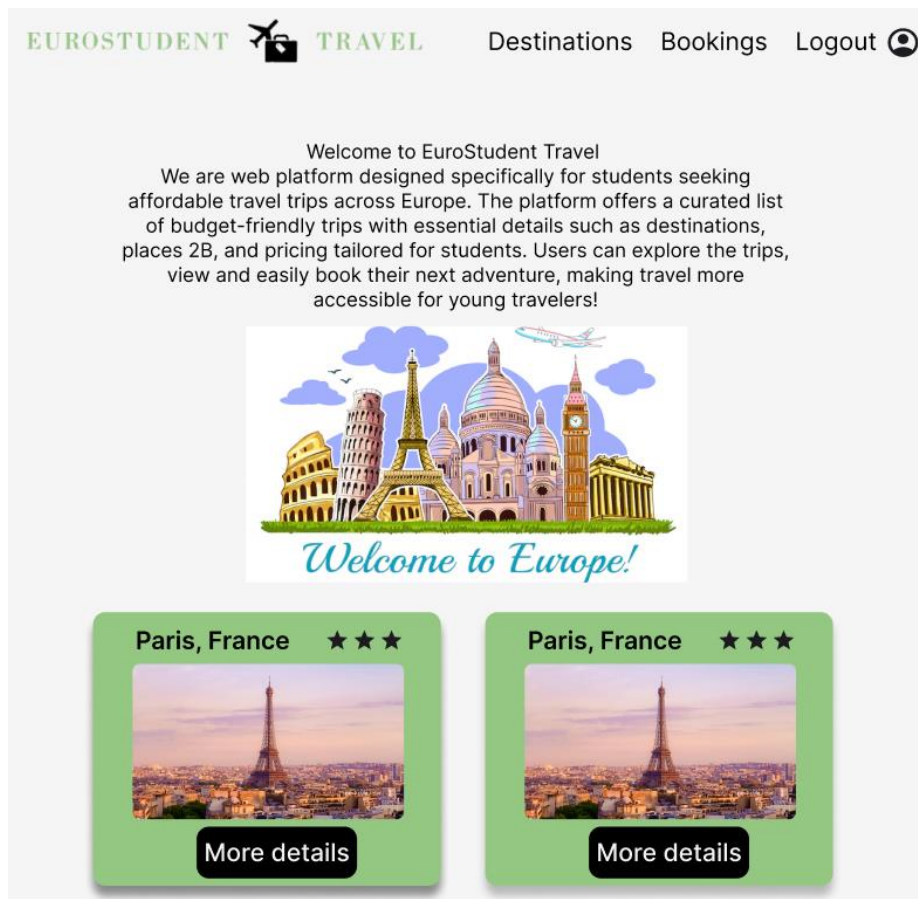 EUROSTUDENT TRAVEL Destinations Bookings Logout
Welcome to EuroStudent Travel
We are web platform designed specifically for students seeking
affordable travel trips across Europe. The platform offers a curated list
of budget-friendly trips with essential details such as destinations,
places 2B, and pricing tailored for students. Users can explore the trips,
view and easily book their next adventure, making travel more
accessible for young travelers!
Welcome to Europe!
Paris, France
More details
Paris, France
More details